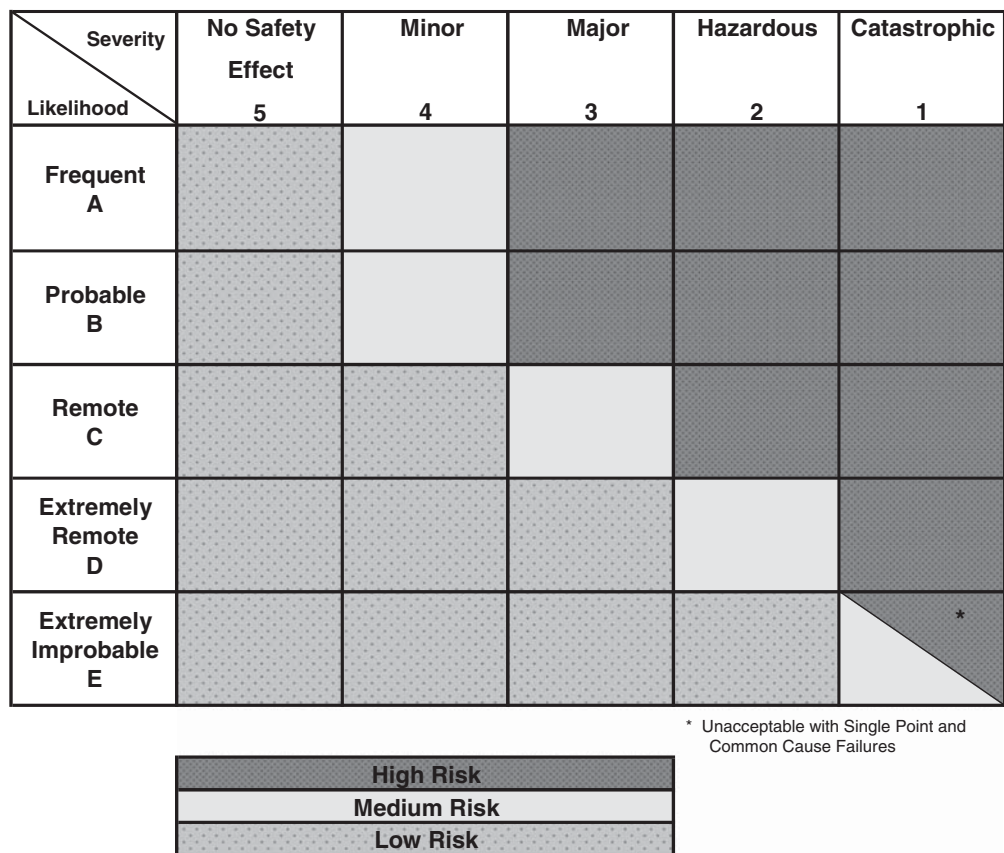 Severity
Likelihood
No Safety
Effect
5
Minor
4
Major
3
Hazardous
2
Catastrophic
1
Frequent
A
Probable
B
Remote
C
Extremely
Remote
D
Extremely
Improbable
E
*
* Unacceptable with Single Point and
Common Cause Failures
High Risk
Medium Risk
Low Risk